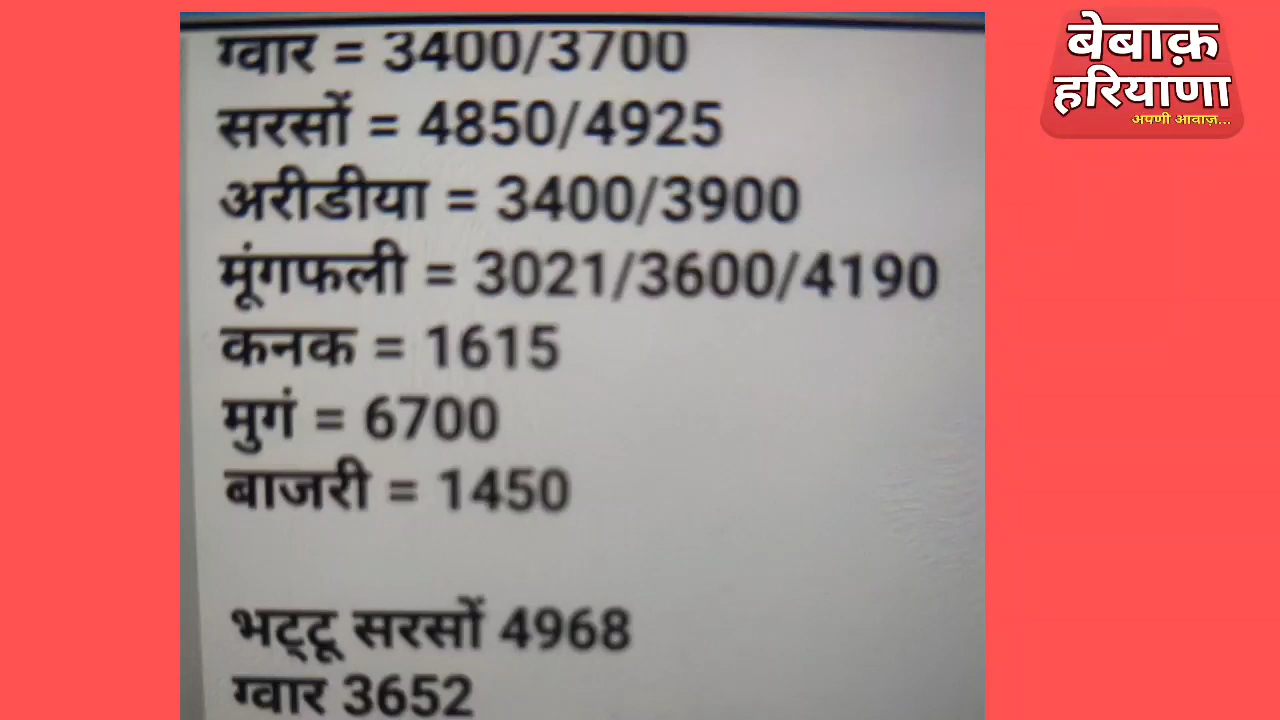 ग्वार = 3400/3700
सरसों = 4850/4925
अरीडीया = 3400/3900
मूंगफली = 3021/3600/4190
कनक = 1615
मुगं = 6700
बाजरी = 1450
भट्टू सरसों 4968
ग्वार 3652
बेबाक़
हरियाणा
अपणी आवाज़...